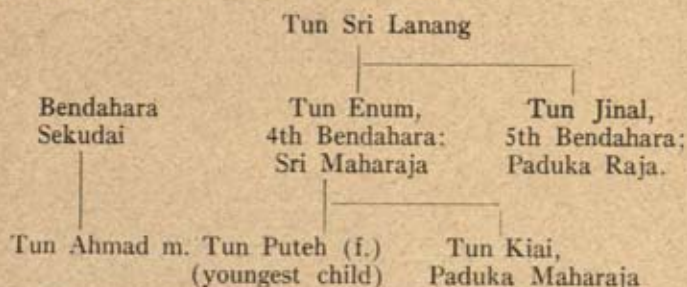 Tun Sri Lanang
Bendahara Tun Enum, Tun Jinal,
Sekudai 4th Bendahara: 5th Bendahara;
Sri Maharaja Paduka Raja.
Tun Ahmad m. Tun Puteh (f.) Tun Kiai,
(youngest child) Paduka Maharaja